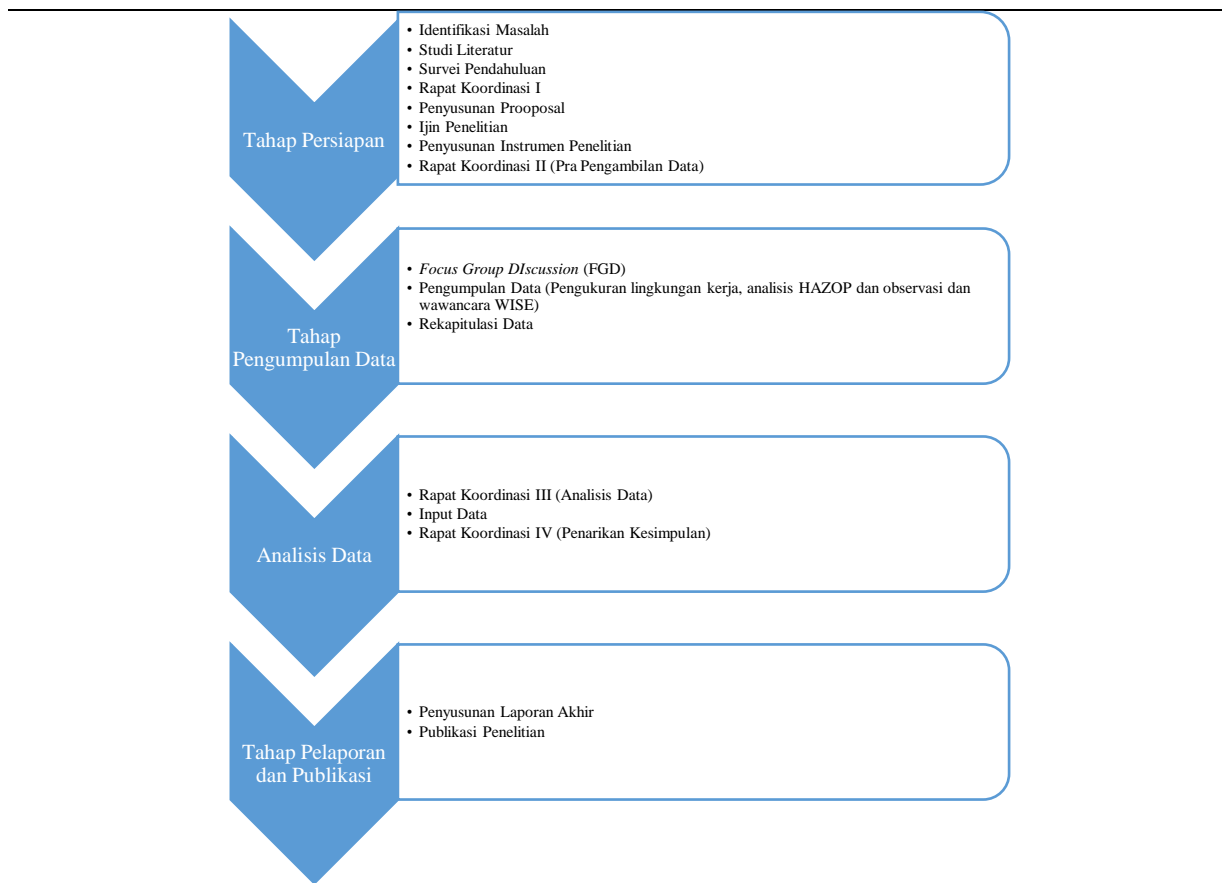 Tahap Persiapan
• Identifikasi Masalah
• Studi Literatur
• Survei Pendahuluan
• Rapat Koordinasi I
• Penyusunan Prooposal
• Ijin Penelitian
• Penyusunan Instrumen Penelitian
• Rapat Koordinasi II (Pra Pengambilan Data)
Tahap
Pengumpulan Data
• Focus Group DIscussion (FGD)
• Pengumpulan Data (Pengukuran lingkungan kerja, analisis HAZOP dan observasi dan
wawancara WISE)
• Rekapitulasi Data
Analisis Data
• Rapat Koordinasi III (Analisis Data)
• Input Data
• Rapat Koordinasi IV (Penarikan Kesimpulan)
Tahap Pelaporan
dan Publikasi
• Penyusunan Laporan Akhir
• Publikasi Penelitian